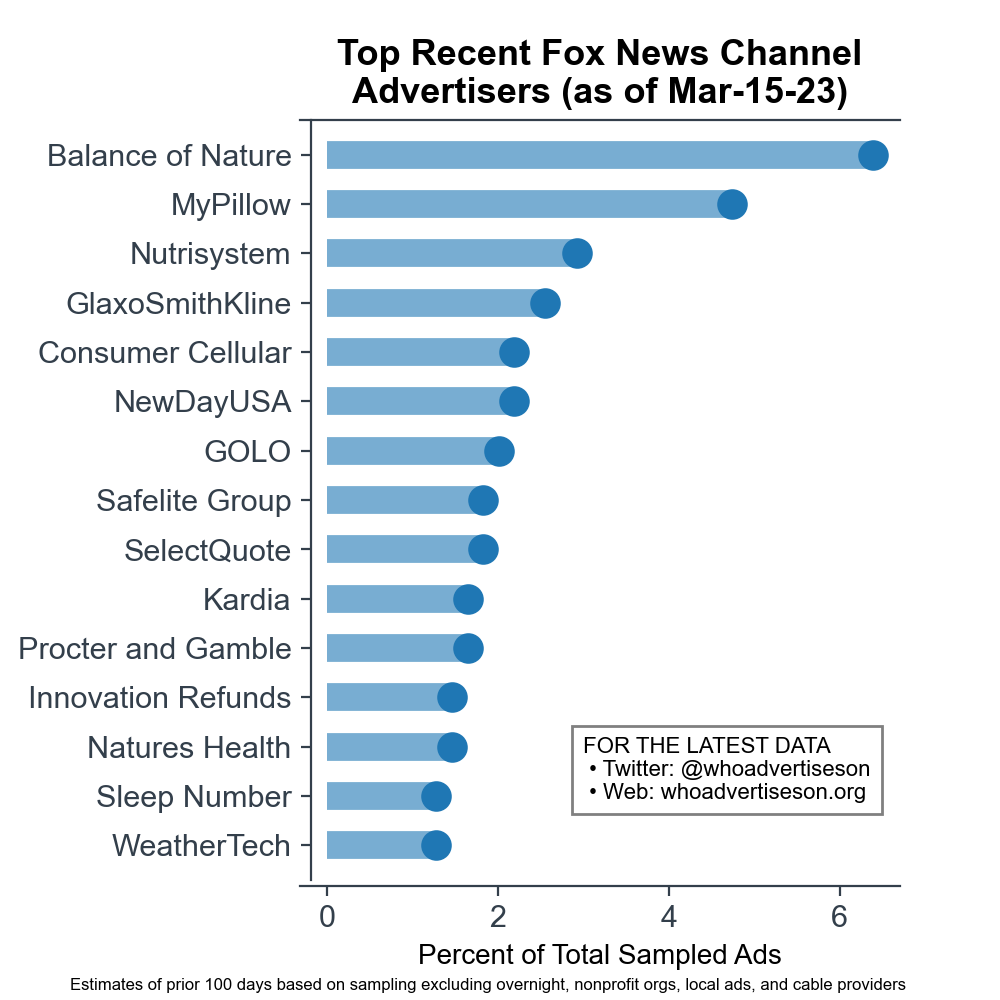 Top Recent Fox News Channel
Advertisers (as of Mar-15-23)
Balance of Nature
MyPillow
Nutrisystem
GlaxoSmithKline
Consumer Cellular
NewDayUSA
GOLO
Safelite Group
SelectQuote
Kardia
Procter and Gamble
Innovation Refunds
Natures Health
Sleep Number
WeatherTech
FOR THE LATEST DATA
• Twitter: @whoadvertiseson
• Web: whoadvertiseson.org
0 2 4 6
Percent of Total Sampled Ads
Estimates of prior 100 days based on sampling excluding overnight, nonprofit orgs, local ads, and cable providers